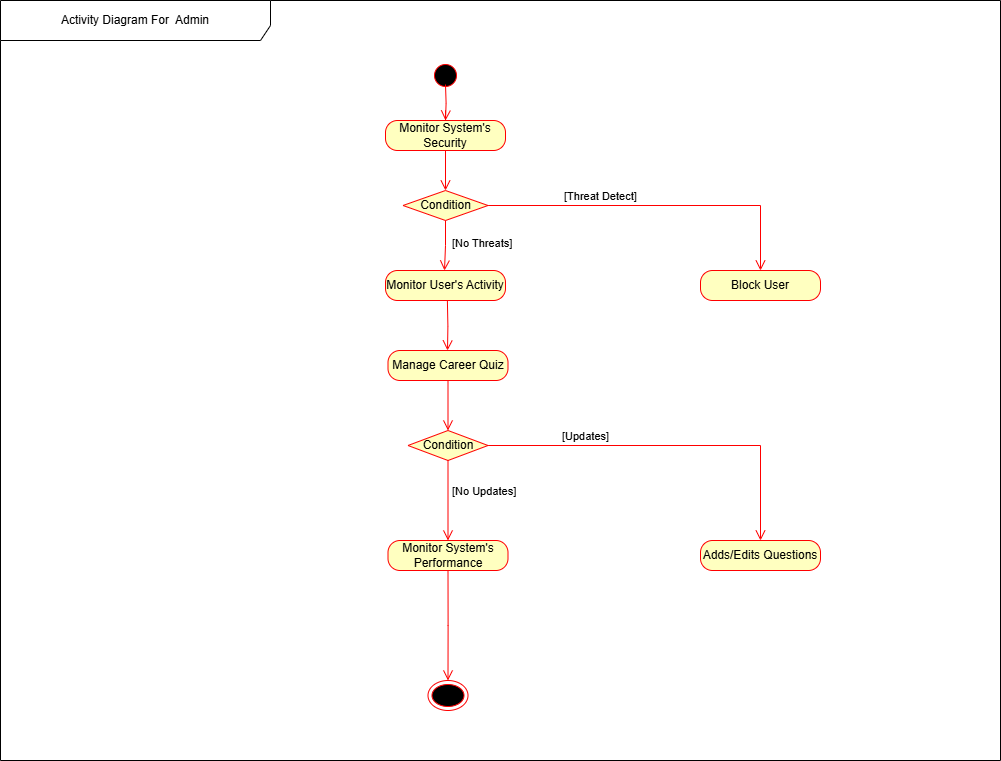 Activity Diagram For  Admin
Monitor System's
Security
Condition
[Threat Detect]
[No Threats]
Monitor User's Activity
Block User
Manage Career Quiz
Condition
[Updates]
[No Updates]
Monitor System's
Performance
Adds/Edits Questions